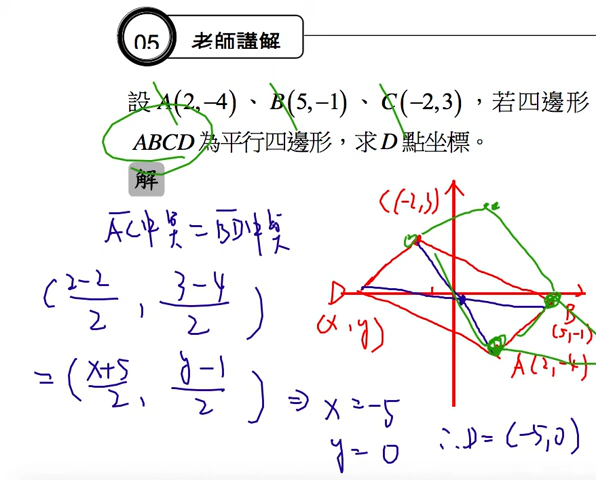 05 老師講解
設 A(2,−4)、B(5,−1)、C(−2,3),若四邊形
ABCD 為平行四邊形,求 D 點坐標。
解
AC中點=BD中點
(2-2/2, 3-4/2)
=(x+5/2, y-1/2)
⇒ x=-5
y=0
∴D=(-5,0)
C(-2,3)
D
(x,y)
B
(5,-1)
A(2,-4)